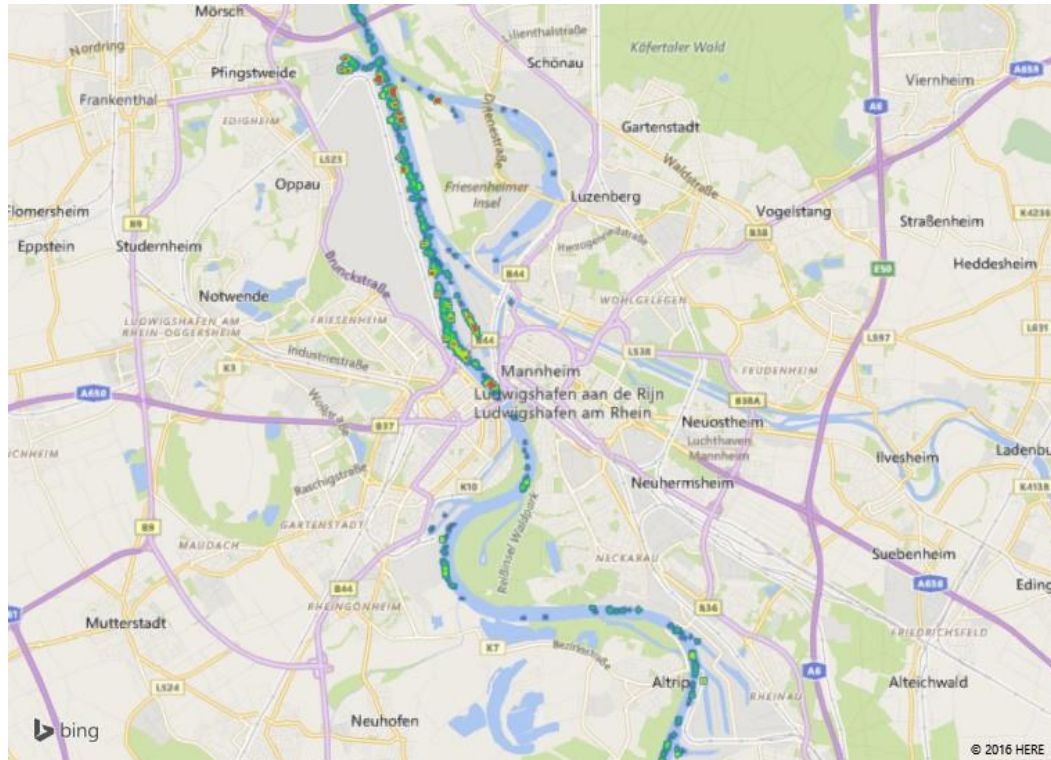 Mörsch
Lilienthalstraße
Nordring
Schönau
Käfertaler Wald
Pfingstweide
Viernheim
A659
Frankenthal
A6
EDIGHEIM
Gartenstadt
L523
Waldstraße
Oppau
Friesenheimer
Insel
Luzenberg
Flomersheim
Vogelstang
K4236
B9
B38
Straßenheim
Eppstein
Studernheim
Brunckstraße
B44
E50
Heddesheim
Notwende
WOHLGELEGEN
LUDWIGSHAFEN AM
RHEIN-OGGERSHEIM
FRIESENHEIM
L631
B44
L597
Industriestraße
L538
K3
Mannheim
FEUDENHEIM
A650
Ludwigshafen aan de Rijn
B38A
Ludwigshafen am Rhein
B37
Neuostheim
Luchthaven
Mannheim
Ilvesheim
Ladenbu
Raschigstraße
K10
Neuhermsheim
K4138
B9
GARTENSTADT
Reißinsel Waldpark
MAUDACH
NECKARAU
Suebenheim
B44
A656
Eding
RHEINGÖNHEIM
B36
Mutterstadt
FRIEDRICHSFELD
K7
Bezirksstraße
A6
L524
Altrip
Alteichwald
RHEINAU
Neuhofen
bing
© 2016 HERE